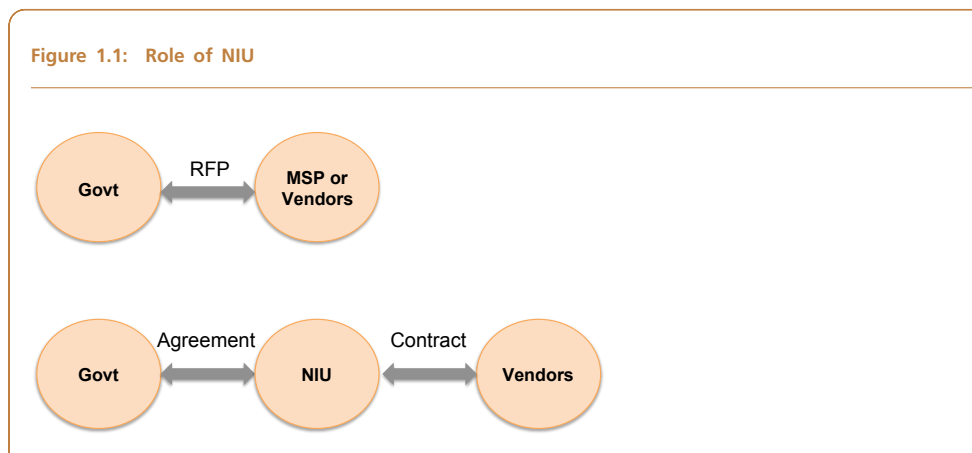 Figure 1.1: Role of NIU
RFP
Govt
MSP or
Vendors
Agreement
Contract
Govt
NIU
Vendors